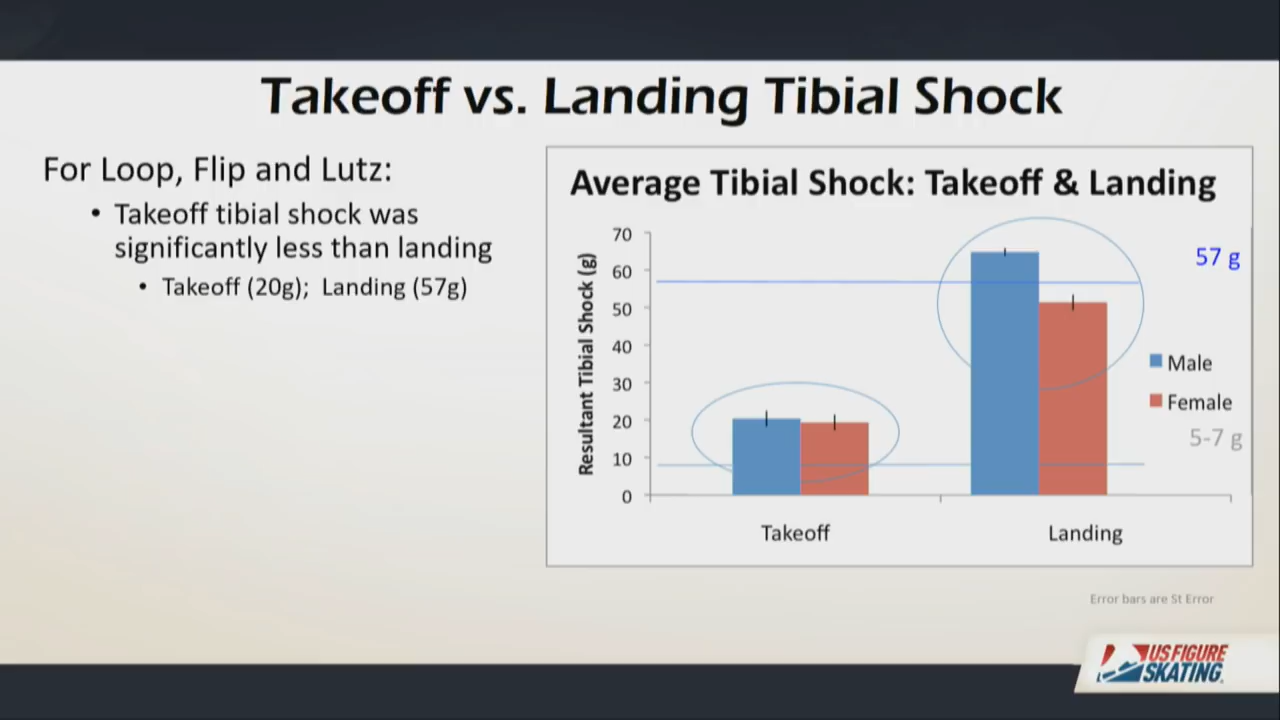 Takeoff vs. Landing Tibial Shock
For Loop, Flip and Lutz:
• Takeoff tibial shock was
significantly less than landing
• Takeoff (20g); Landing (57g)
Average Tibial Shock: Takeoff & Landing
Resultant Tibial Shock (g)
70
60
50
40
30
20
10
0
57 g
Male
Female
5-7 g
Takeoff
Landing
Error bars are St Error
US FIGURE
SKATING